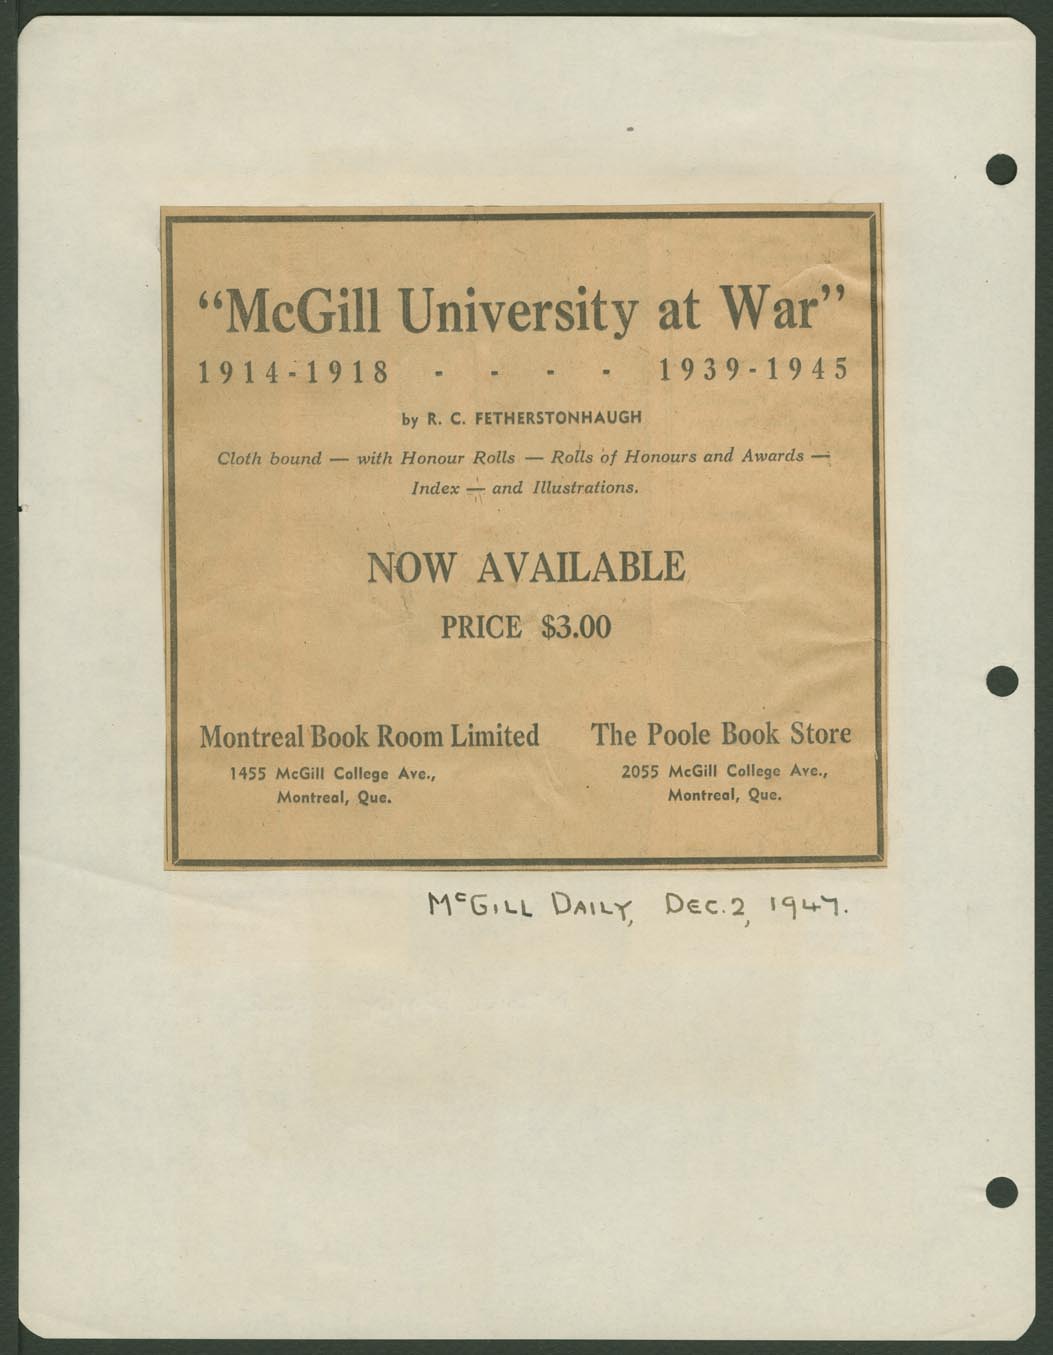 “McGill University at War”
1914-1918 - - - - 1939-1945
by R. C. FETHERSTONHAUGH
Cloth bound — with Honour Rolls — Rolls of Honours and Awards —
Index — and Illustrations.
NOW AVAILABLE
PRICE $3.00
Montreal Book Room Limited
1455 McGill College Ave.,
Montreal, Que.
The Poole Book Store
2055 McGill College Ave.,
Montreal, Que.
McGILL DAILY, DEC. 2, 1947.